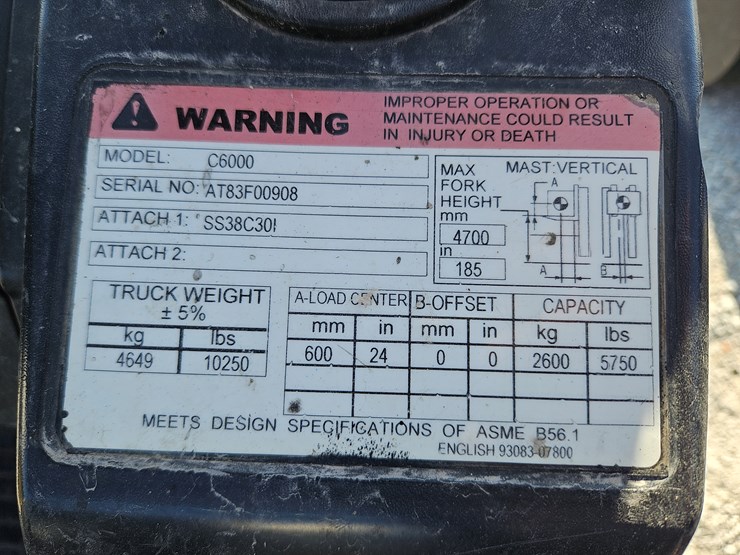 WARNING
IMPROPER OPERATION OR
MAINTENANCE COULD RESULT
IN INJURY OR DEATH
MODEL: C6000
SERIAL NO: AT83F00908
ATTACH 1: SS38C30I
ATTACH 2:
MAX
FORK
HEIGHT
mm
4700
in
185
MAST:VERTICAL
A
A
B
TRUCK WEIGHT
± 5%
kg lbs
4649 10250
A-LOAD CENTER B-OFFSET CAPACITY
mm in mm in kg lbs
600 24 0 0 2600 5750
MEETS DESIGN SPECIFICATIONS OF ASME B56.1
ENGLISH 93083-07800